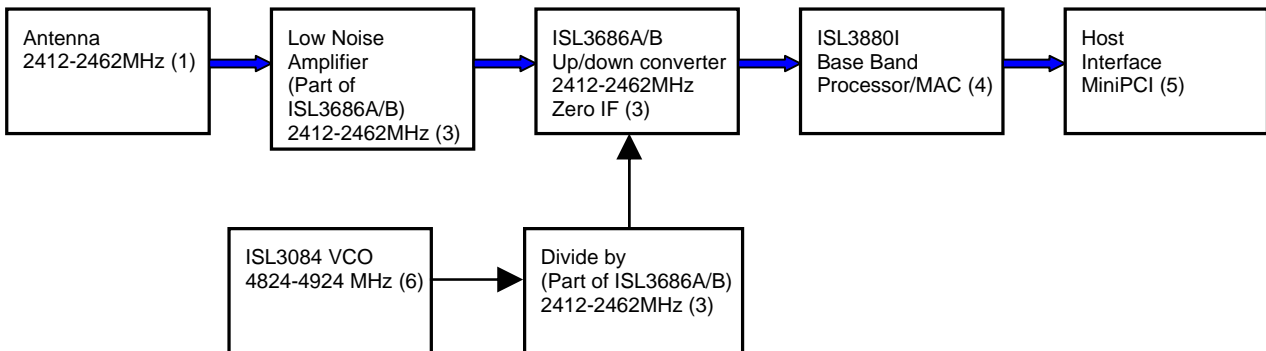 Antenna
2412-2462MHz (1)
Low Noise
Amplifier
(Part of
ISL3686A/B)
2412-2462MHz (3)
ISL3686A/B
Up/down converter
2412-2462MHz
Zero IF (3)
ISL3880I
Base Band
Processor/MAC (4)
Host
Interface
MiniPCI (5)
ISL3084 VCO
4824-4924 MHz (6)
Divide by
(Part of ISL3686A/B)
2412-2462MHz (3)